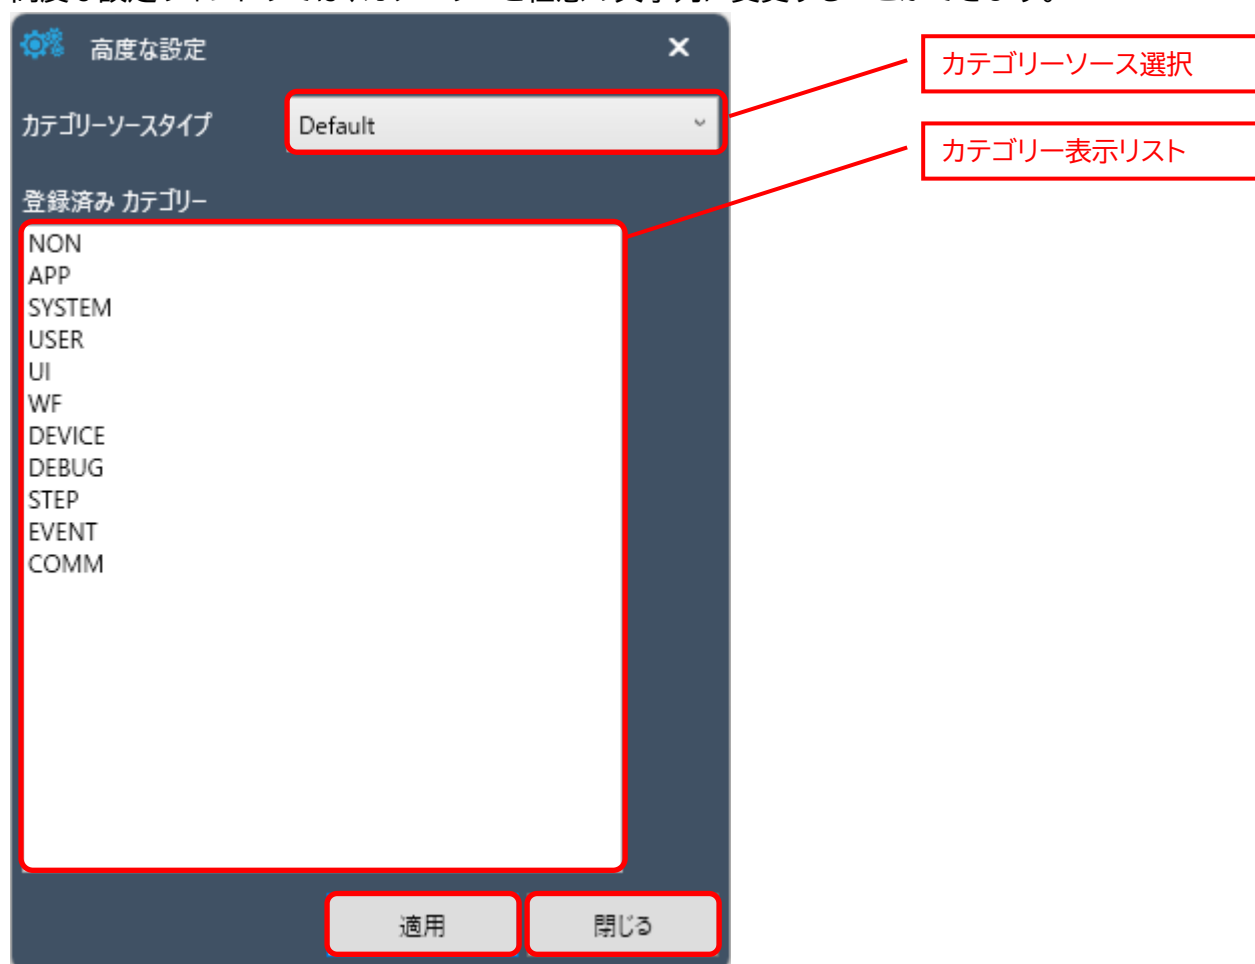 高度な設定
カテゴリーソース選択
カテゴリーソースタイプ
Default
カテゴリー表示リスト
登録済み カテゴリー
NON
APP
SYSTEM
USER
UI
WF
DEVICE
DEBUG
STEP
EVENT
COMM
適用
閉じる